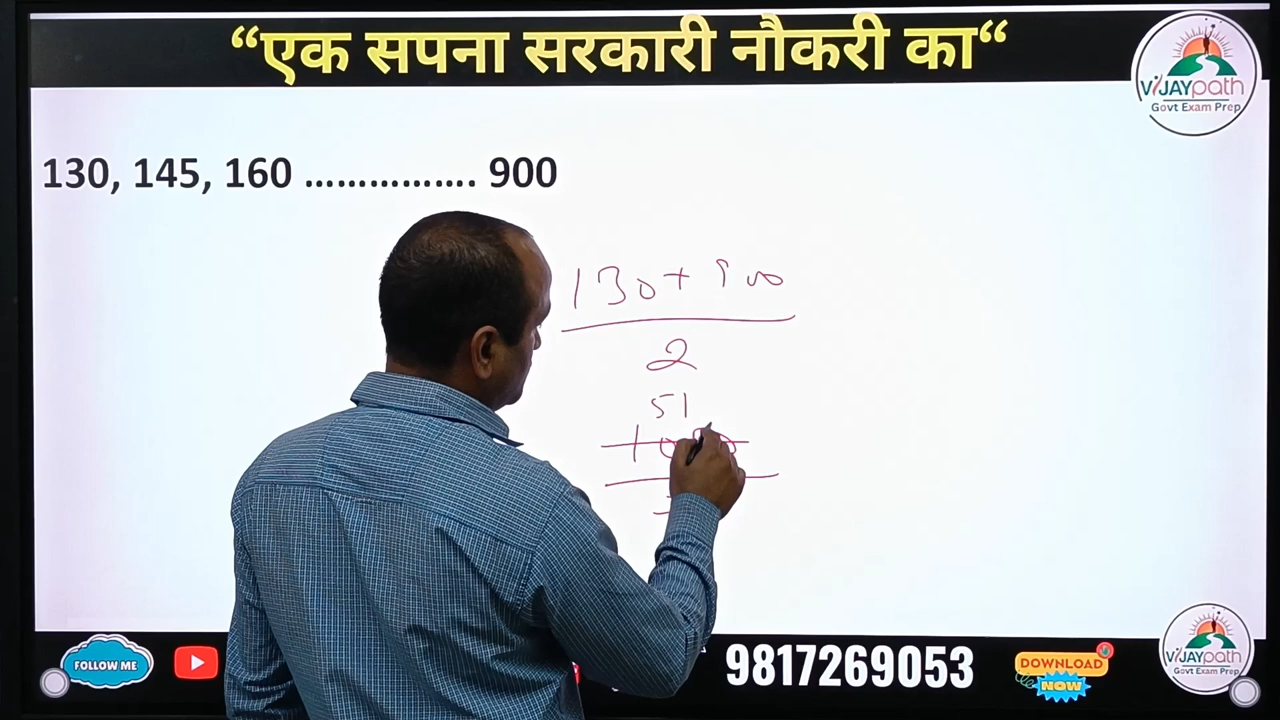 “एक सपना सरकारी नौकरी का“
VIJAYpath
Govt Exam Prep
130, 145, 160 ................ 900
130+900
2
51
VIJAYpath
Govt Exam Prep
FOLLOW ME
9817269053
DOWNLOAD
NOW